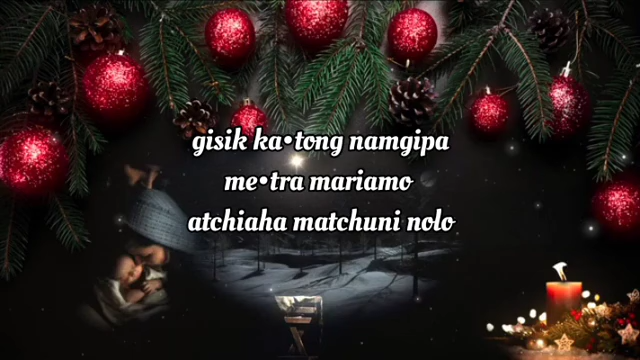 gisik ka•tong namgipa
me•tra mariamo
atchiaha matchuni nolo